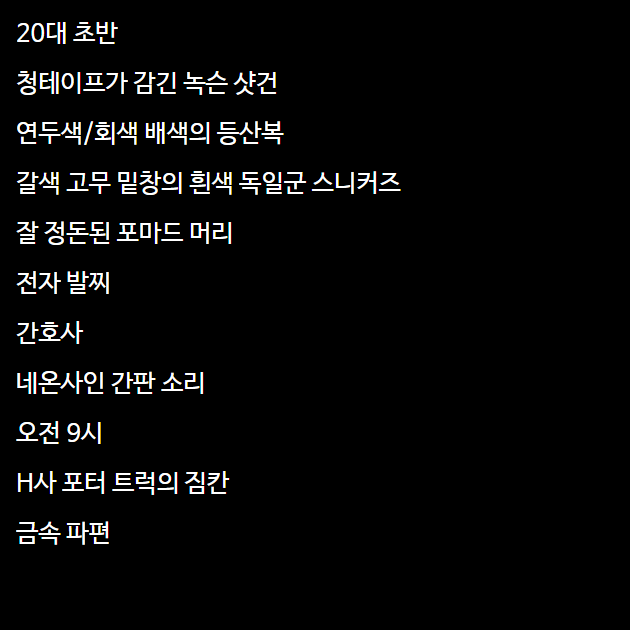 20대 초반
청테이프가 감긴 녹슨 샷건
연두색/회색 배색의 등산복
갈색 고무 밑창의 흰색 독일군 스니커즈
잘 정돈된 포마드 머리
전자 발찌
간호사
네온사인 간판 소리
오전 9시
H사 포터 트럭의 짐칸
금속 파편